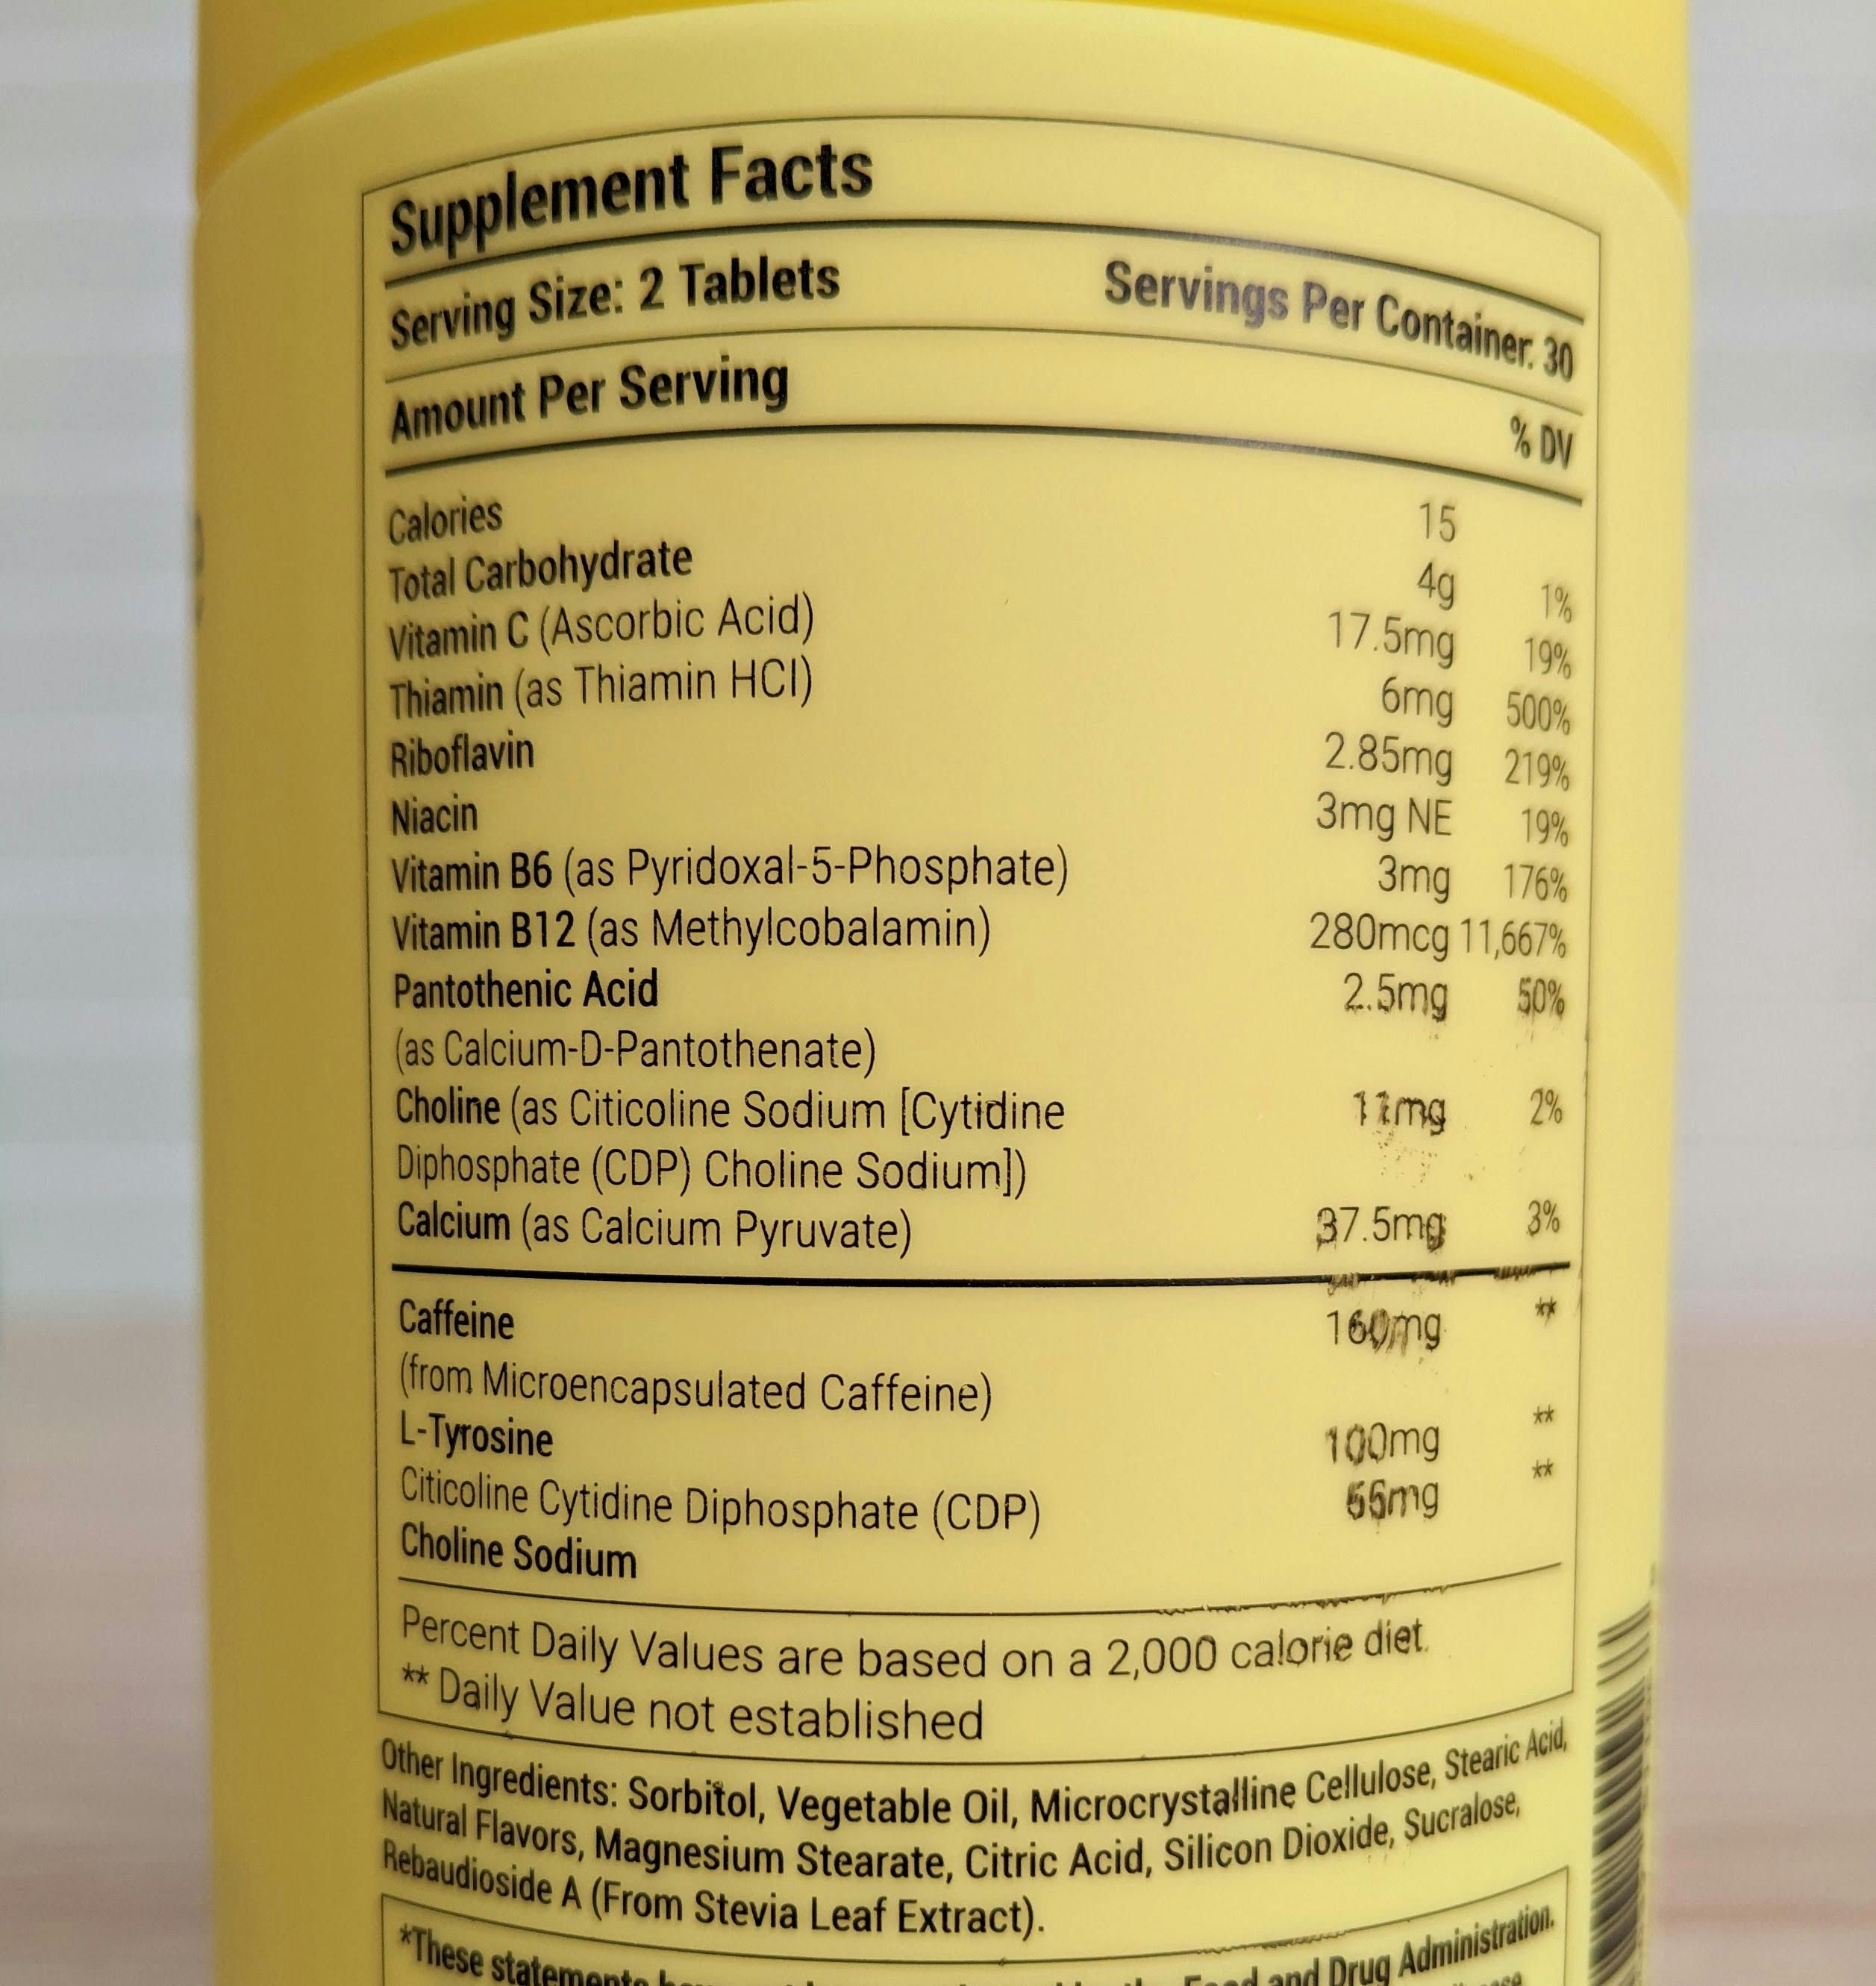 Supplement Facts
Serving Size: 2 Tablets Servings Per Container: 30
Amount Per Serving % DV
Calories 15
Total Carbohydrate 4g 1%
Vitamin C (Ascorbic Acid) 17.5mg 19%
Thiamin (as Thiamin HCl) 6mg 500%
Riboflavin 2.85mg 219%
Niacin 3mg NE 19%
Vitamin B6 (as Pyridoxal-5-Phosphate) 3mg 176%
Vitamin B12 (as Methylcobalamin) 280mcg 11,667%
Pantothenic Acid 2.5mg 50%
(as Calcium-D-Pantothenate)
Choline (as Citicoline Sodium [Cytidine 11mg 2%
Diphosphate (CDP) Choline Sodium])
Calcium (as Calcium Pyruvate) 37.5mg 3%
Caffeine 160mg **
(from Microencapsulated Caffeine)
L-Tyrosine 100mg **
Citicoline Cytidine Diphosphate (CDP) **
Choline Sodium
Percent Daily Values are based on a 2,000 calorie diet.
** Daily Value not established
Other Ingredients: Sorbitol, Vegetable Oil, Microcrystalline Cellulose, Stearic Acid,
Natural Flavors, Magnesium Stearate, Citric Acid, Silicon Dioxide, Sucralose,
Rebaudioside A (From Stevia Leaf Extract).
*These statements Food and Drug Administration.